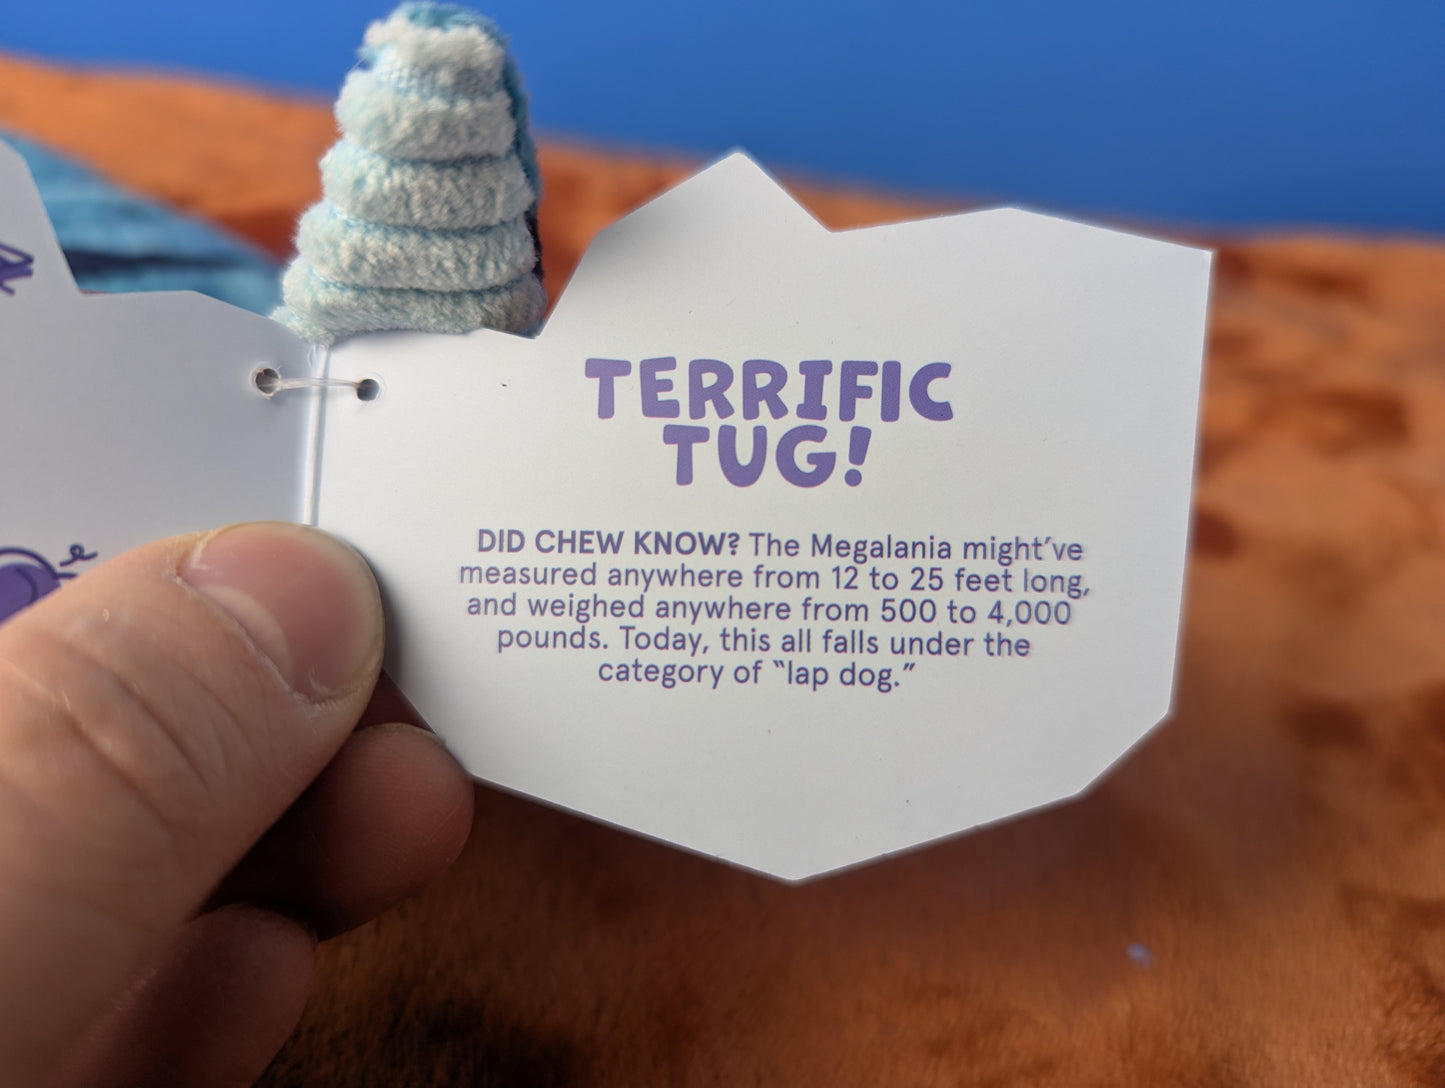 TERRIFIC
TUG!
DID CHEW KNOW? The Megalania might've
measured anywhere from 12 to 25 feet long,
and weighed anywhere from 500 to 4,000
pounds. Today, this all falls under the
category of “lap dog.”